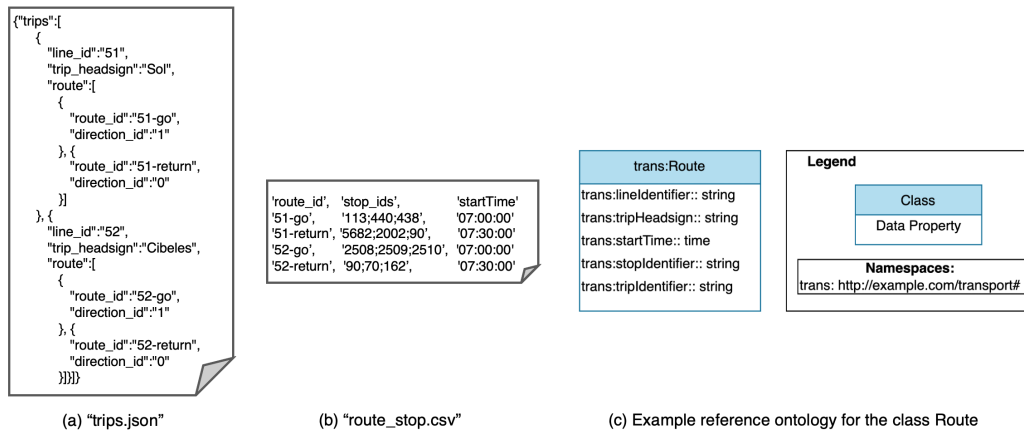 {"trips":[
{
"line_id":"51",
"trip_headsign":"Sol",
"route":[
{
"route_id":"51-go",
"direction_id":"1"
}, {
"route_id":"51-return",
"direction_id":"0"
}]
}, {
"line_id":"52",
"trip_headsign":"Cibeles",
"route":[
{
"route_id":"52-go",
"direction_id":"1"
}, {
"route_id":"52-return",
"direction_id":"0"
}]}]}
(a) “trips.json”
'route_id', 'stop_ids', 'startTime'
'51-go', '113;440;438', '07:00:00'
'51-return', '5682;2002;90', '07:30:00'
'52-go', '2508;2509;2510', '07:00:00'
'52-return', '90;70;162', '07:30:00'
(b) “route_stop.csv”
trans:Route
trans:lineIdentifier:: string
trans:tripHeadsign:: string
trans:startTime:: time
trans:stopIdentifier:: string
trans:tripIdentifier:: string
Legend
Class
Data Property
Namespaces:
trans: http://example.com/transport#
(c) Example reference ontology for the class Route